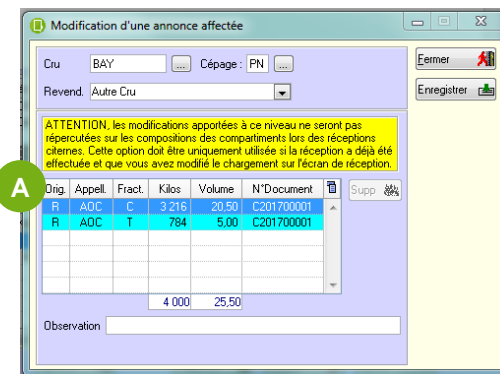 Modification d'une annonce affectée
Cru BAY ... Cépage : PN ...
Revend. Autre Cru
Fermer
Enregistrer
ATTENTION, les modifications apportées à ce niveau ne seront pas
répercutées sur les compositions des compartiments lors des réceptions
citernes. Cette option doit être uniquement utilisée si la réception a déjà été
effectuée et que vous avez modifié le chargement sur l'écran de réception.
A
Orig. Appell. Fract. Kilos Volume N°Document Supp
R AOC C 3 216 20,50 C201700001
R AOC T 784 5,00 C201700001
4 000 25,50
Observation